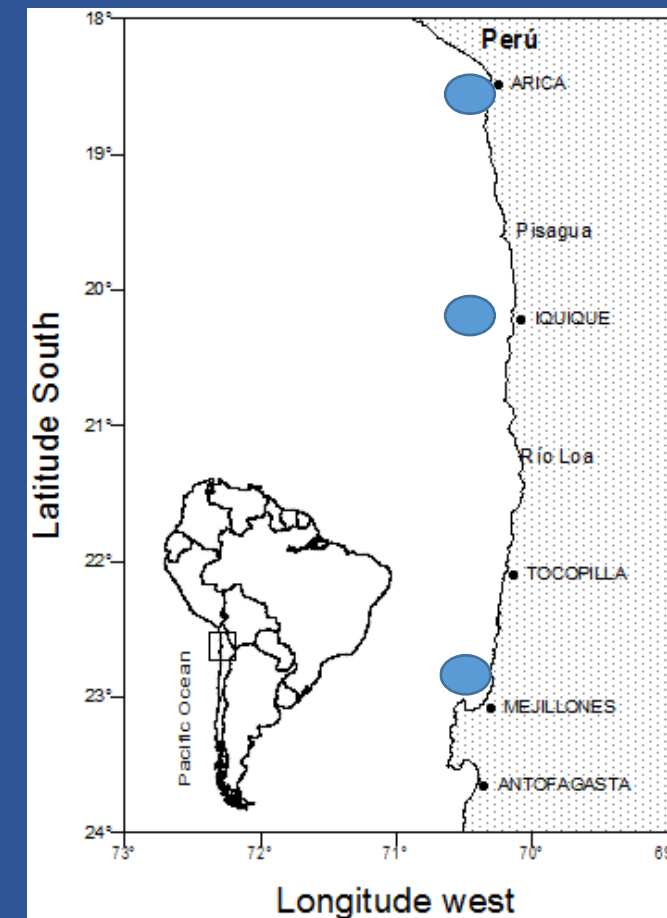 18°
Perú
ARICA
19°
Pisagua
20°
IQUIQUE
21°
Río Loa
22°
TOCOPILLA
23°
MEJILLONES
ANTOFAGASTA
24°
73°
72°
71°
70°
69
Latitude South
Pacific Ocean
Longitude west